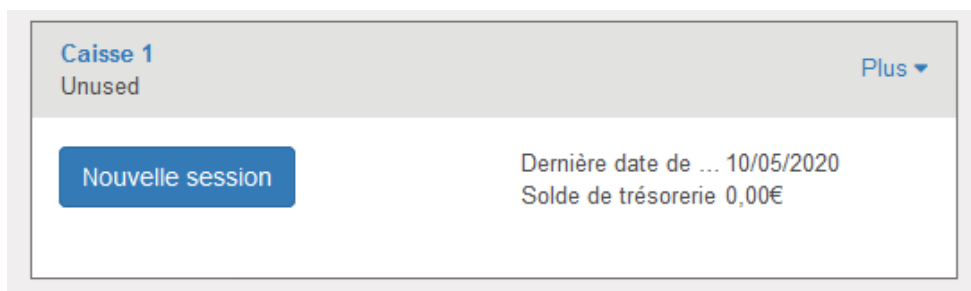 Caisse 1
Unused
Plus
Nouvelle session
Dernière date de ... 10/05/2020
Solde de trésorerie 0,00€